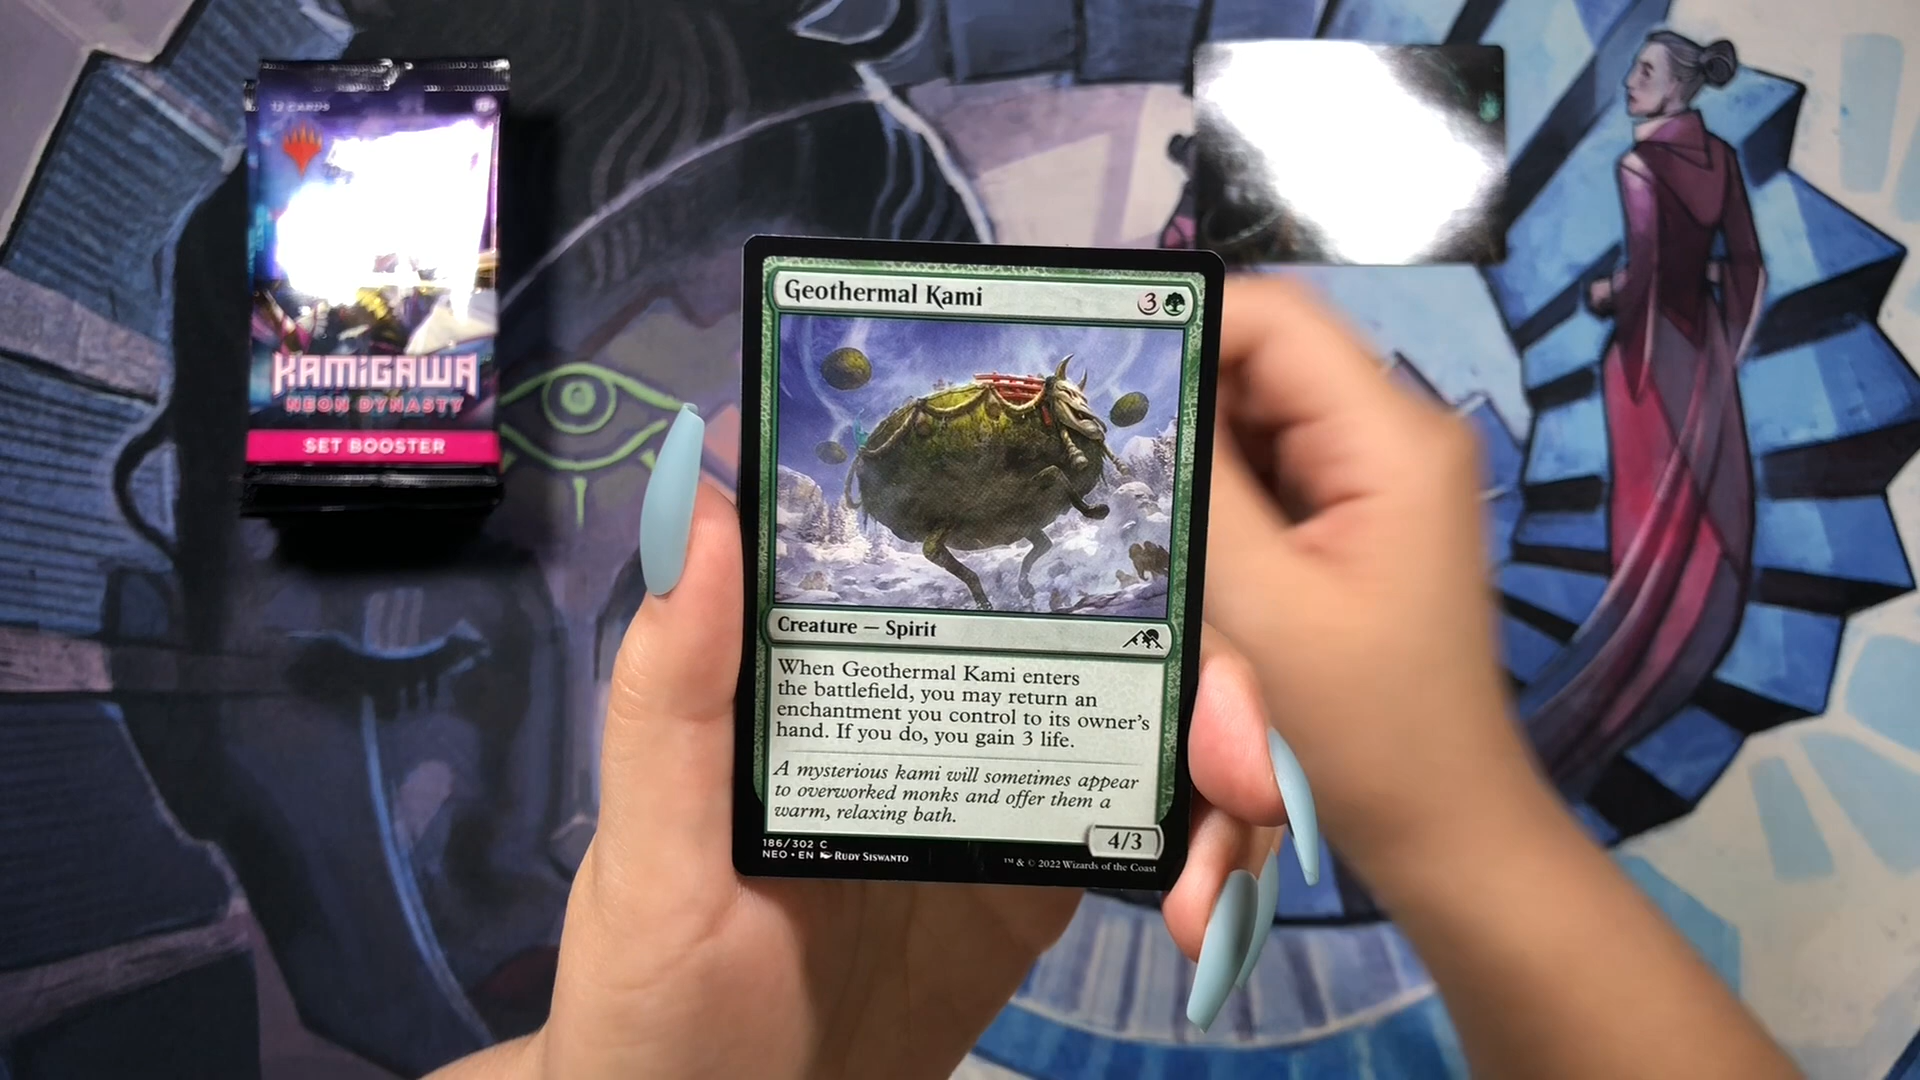 12 CARDS
KAMIGAWA
NEON DYNASTY
SET BOOSTER
Geothermal Kami
3
Creature — Spirit
When Geothermal Kami enters
the battlefield, you may return an
enchantment you control to its owner's
hand. If you do, you gain 3 life.
A mysterious kami will sometimes appear
to overworked monks and offer them a
warm, relaxing bath.
4/3
186/302 C
NEO • EN Rudy Siswanto
™ & © 2022 Wizards of the Coast